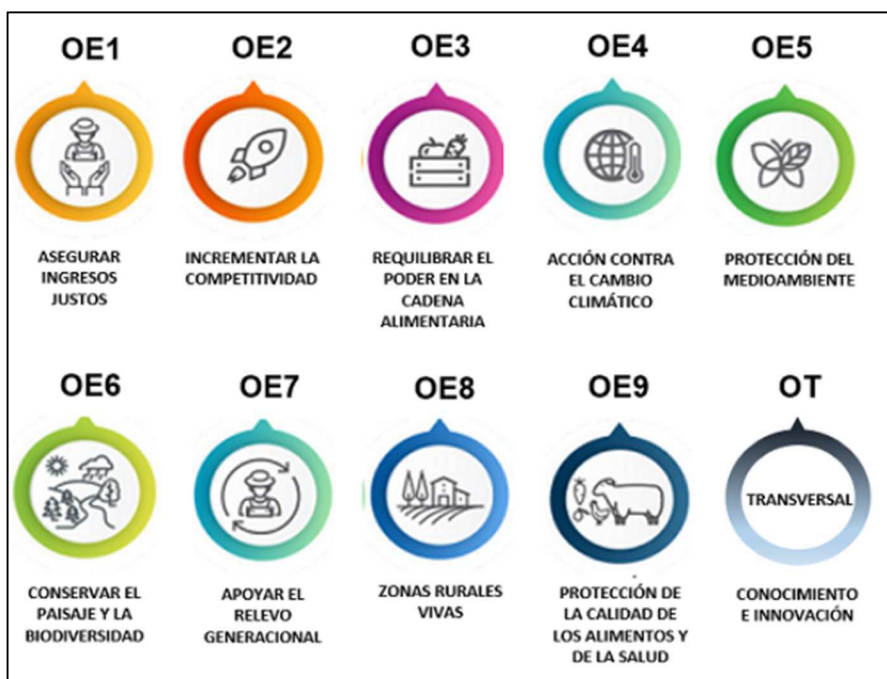 OE1
OE2
OE3
OE4
OE5
ASEGURAR
INGRESOS
JUSTOS
INCREMENTAR LA
COMPETITIVIDAD
REQUILIBRAR EL
PODER EN LA
CADENA
ALIMENTARIA
ACCIÓN CONTRA
EL CAMBIO
CLIMÁTICO
PROTECCIÓN DEL
MEDIOAMBIENTE
OE6
OE7
OE8
OE9
OT
TRANSVERSAL
CONSERVAR EL
PAISAJE Y LA
BIODIVERSIDAD
APOYAR EL
RELEVO
GENERACIONAL
ZONAS RURALES
VIVAS
PROTECCIÓN DE
LA CALIDAD DE
LOS ALIMENTOS Y
DE LA SALUD
CONOCIMIENTO
E INNOVACIÓN